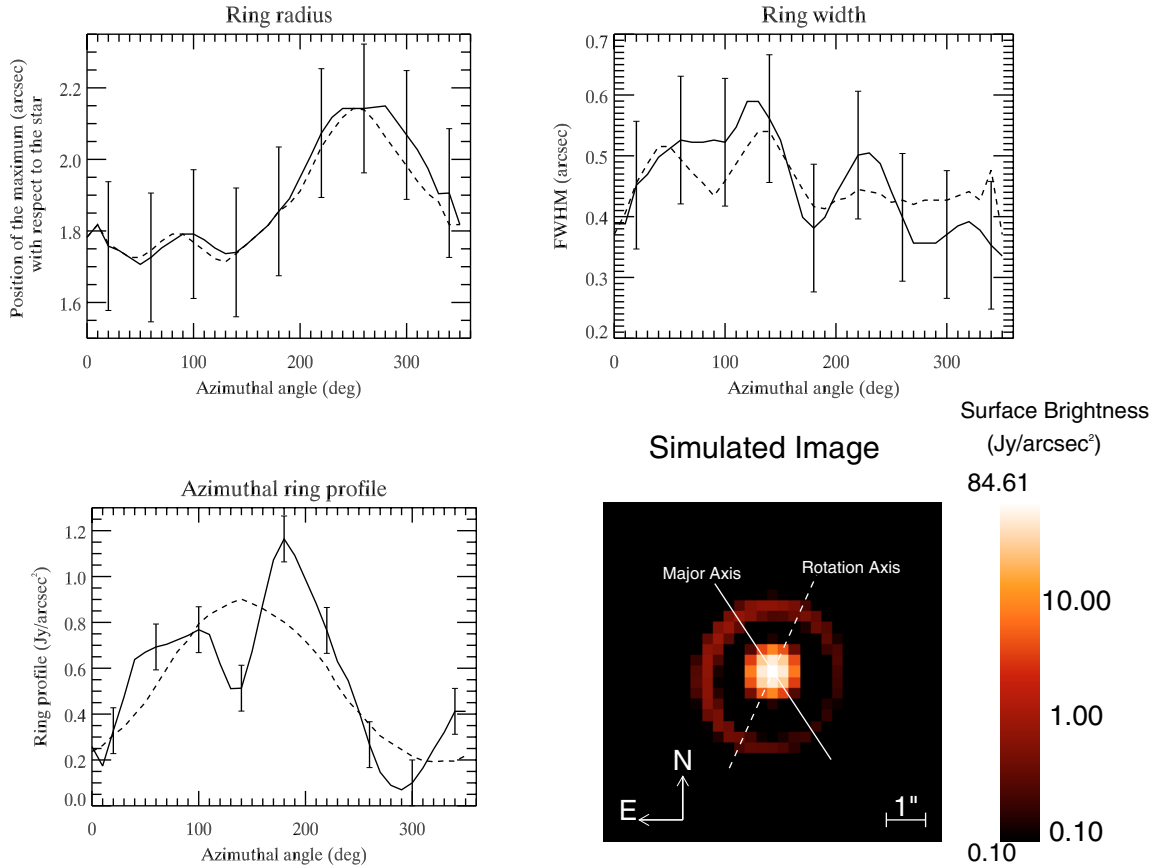 Ring radius
Position of the maximum (arcsec)
with respect to the star
2.2
2.0
1.8
1.6
0
100
200
300
Azimuthal angle (deg)
Ring width
FWHM (arcsec)
0.7
0.6
0.5
0.4
0.3
0.2
0
100
200
300
Azimuthal angle (deg)
Azimuthal ring profile
Ring profile (Jy/arcsec²)
1.2
1.0
0.8
0.6
0.4
0.2
0.0
0
100
200
300
Azimuthal angle (deg)
Simulated Image
Major Axis
Rotation Axis
N
E
1"
Surface Brightness
(Jy/arcsec²)
84.61
10.00
1.00
0.10
0.10